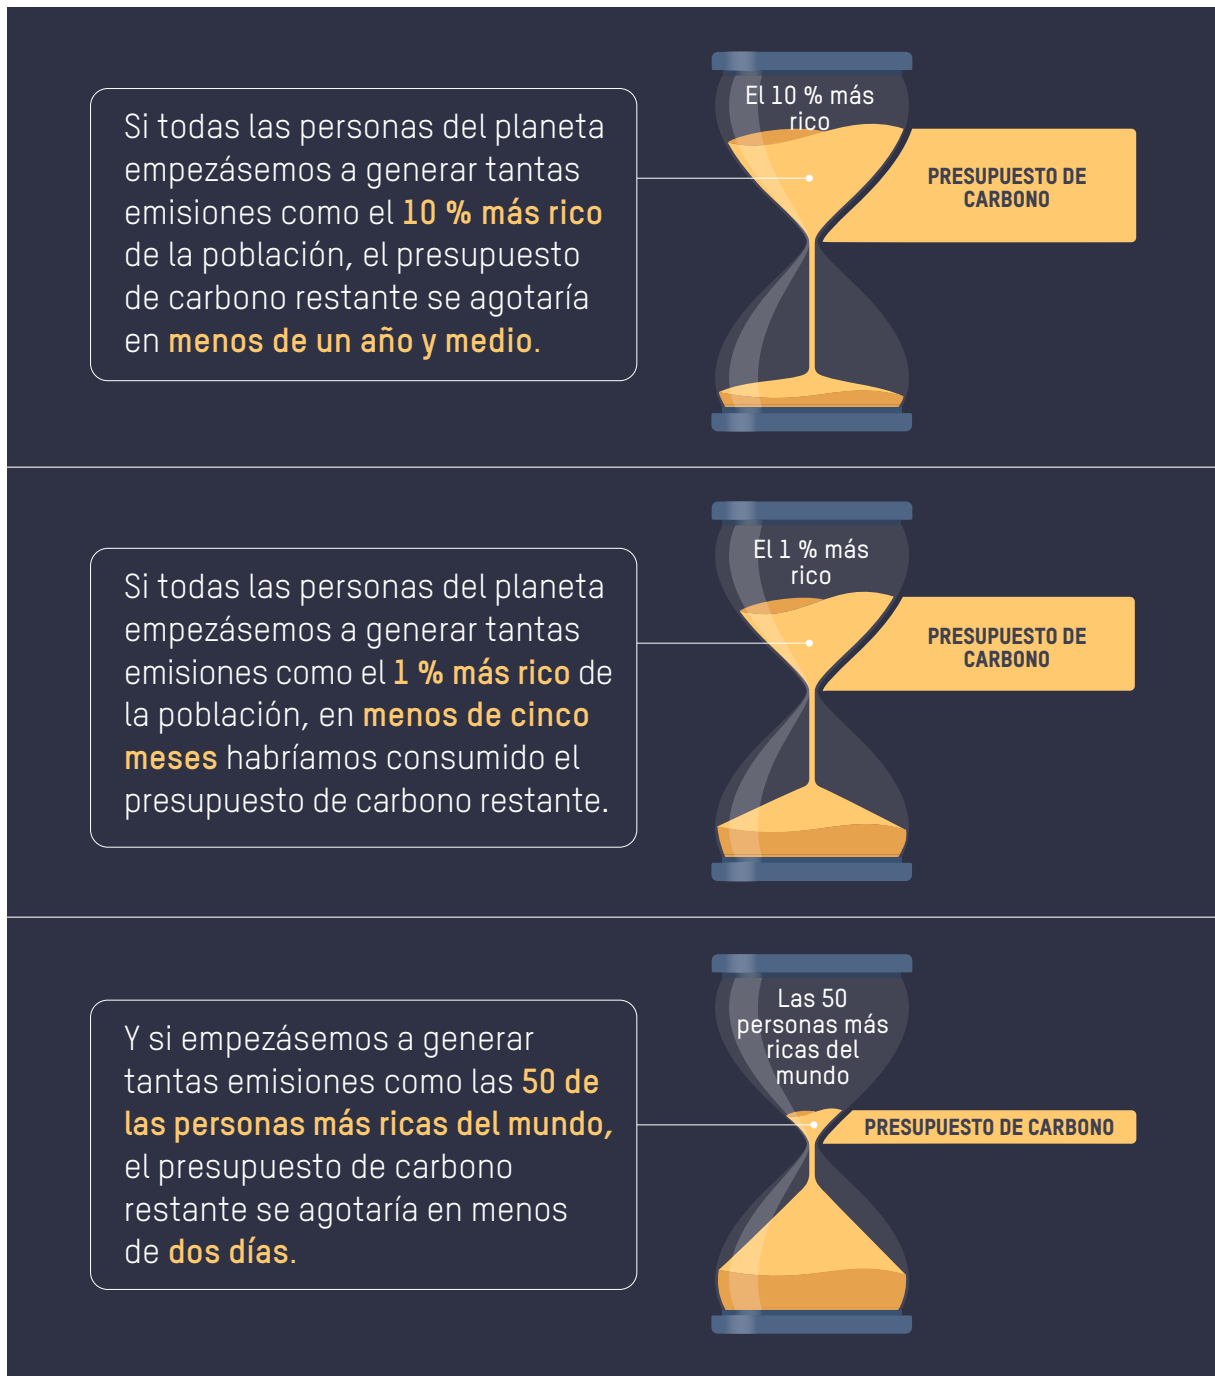 Si todas las personas del planeta
empezásemos a generar tantas
emisiones como el 10 % más rico
de la población, el presupuesto
de carbono restante se agotaría
en menos de un año y medio.
El 10 % más
rico
PRESUPUESTO DE
CARBONO
Si todas las personas del planeta
empezásemos a generar tantas
emisiones como el 1 % más rico de
la población, en menos de cinco
meses habríamos consumido el
presupuesto de carbono restante.
El 1 % más
rico
PRESUPUESTO DE
CARBONO
Y si empezásemos a generar
tantas emisiones como las 50 de
las personas más ricas del mundo,
el presupuesto de carbono
restante se agotaría en menos
de dos días.
Las 50
personas más
ricas del
mundo
PRESUPUESTO DE CARBONO